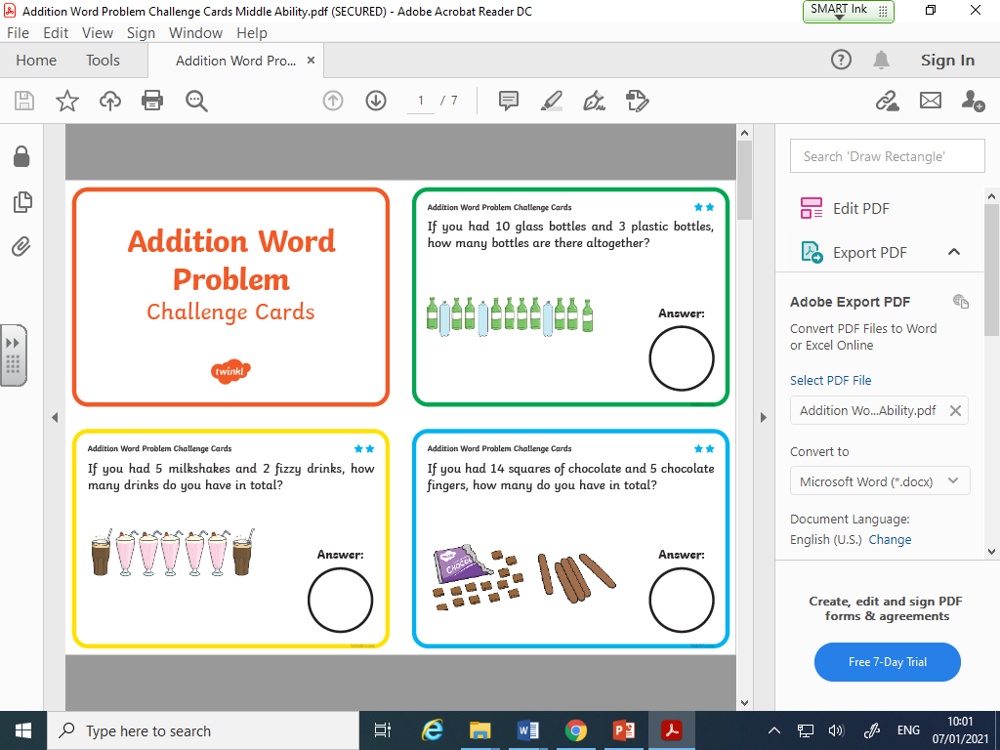 Addition Word Problem Challenge Cards Middle Ability.pdf (SECURED) - Adobe Acrobat Reader DC
SMART Ink
File Edit View Sign Window Help
Home Tools Addition Word Pro... ×
Sign In
1 / 7
Search 'Draw Rectangle'
Edit PDF
Export PDF
Adobe Export PDF
Convert PDF Files to Word
or Excel Online
Select PDF File
Addition Wo...Ability.pdf
Convert to
Microsoft Word (*.docx)
Document Language:
English (U.S.) Change
Create, edit and sign PDF
forms & agreements
Free 7-Day Trial
Addition Word
Problem
Challenge Cards
twinkl
Addition Word Problem Challenge Cards
If you had 10 glass bottles and 3 plastic bottles,
how many bottles are there altogether?
Answer:
Addition Word Problem Challenge Cards
If you had 5 milkshakes and 2 fizzy drinks, how
many drinks do you have in total?
Answer:
Addition Word Problem Challenge Cards
If you had 14 squares of chocolate and 5 chocolate
fingers, how many do you have in total?
Answer:
Type here to search
ENG
10:01
07/01/2021